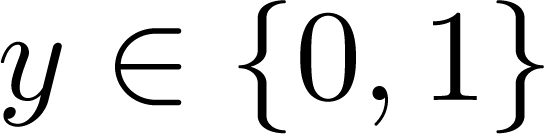 y ∈ {0, 1}